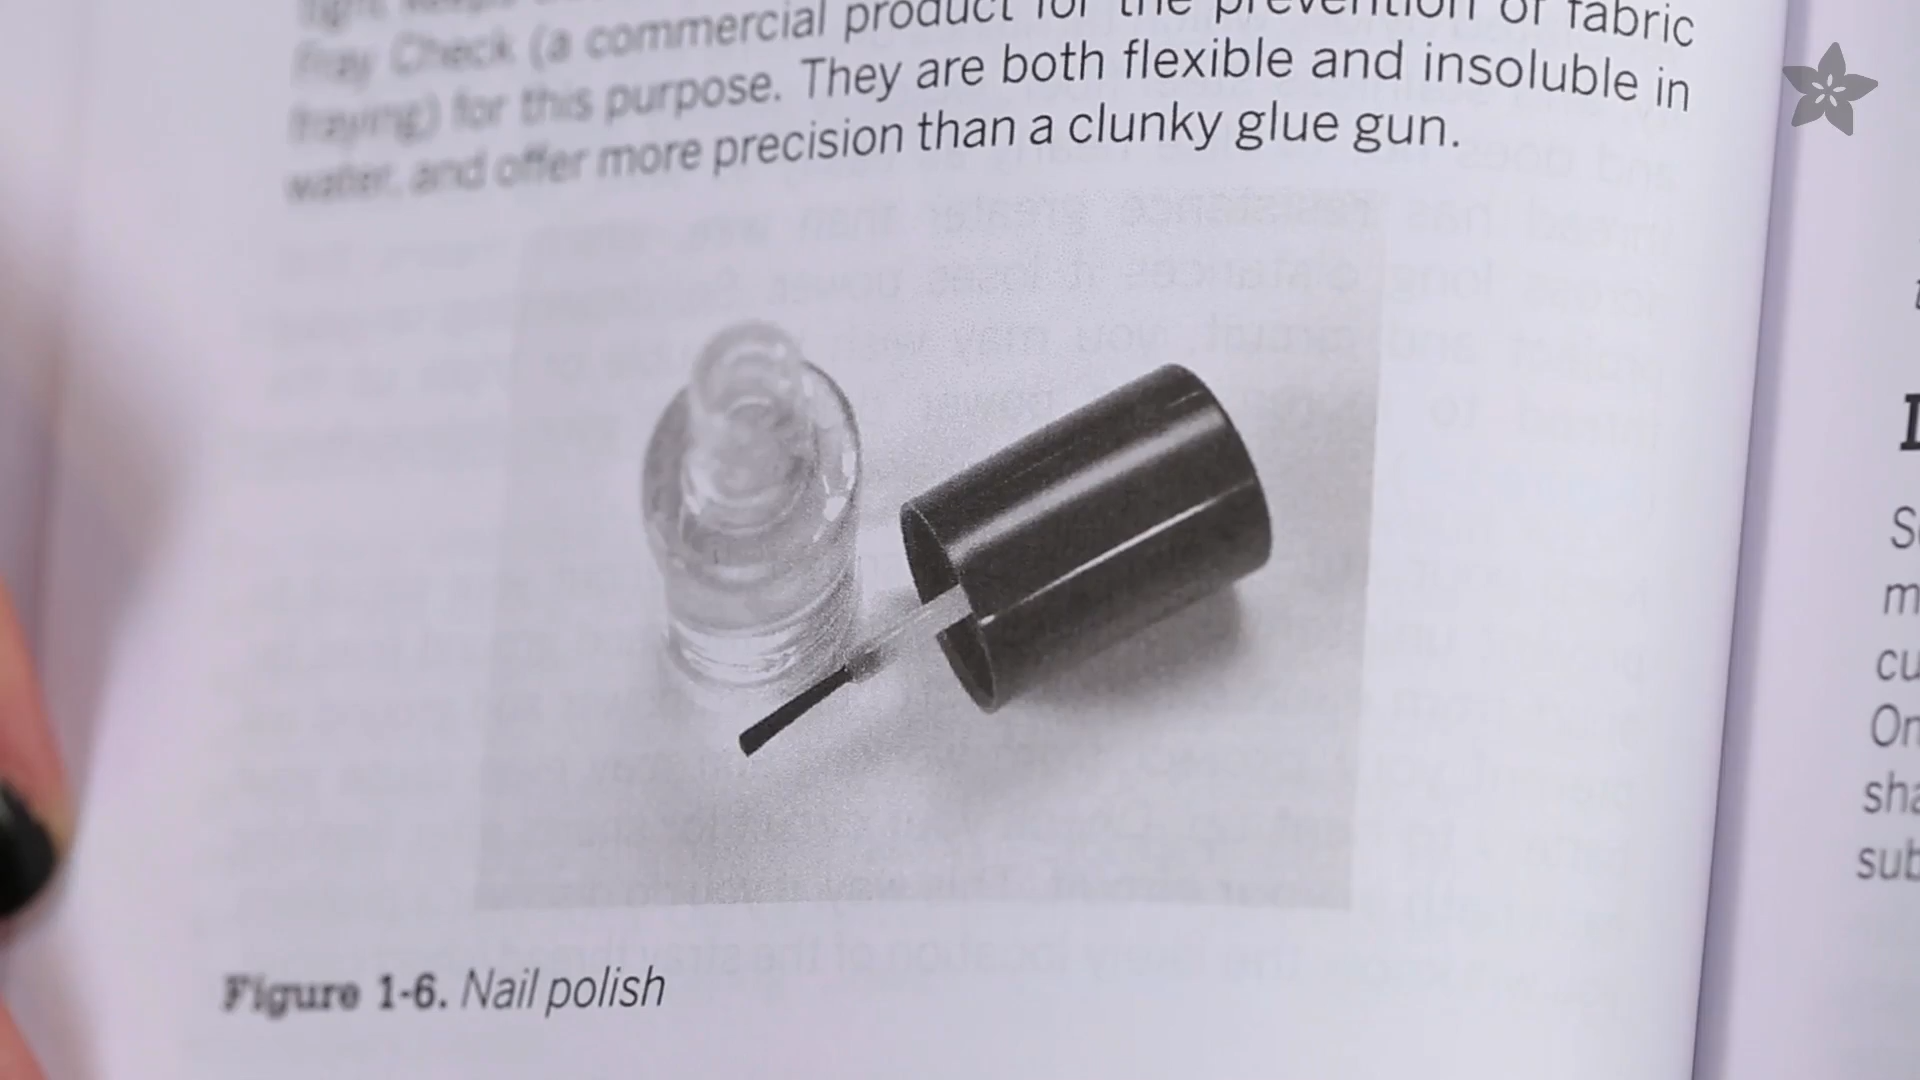 Fray Check (a commercial product for the prevention of fabric
fraying) for this purpose. They are both flexible and insoluble in
water, and offer more precision than a clunky glue gun.
Figure 1-6. Nail polish